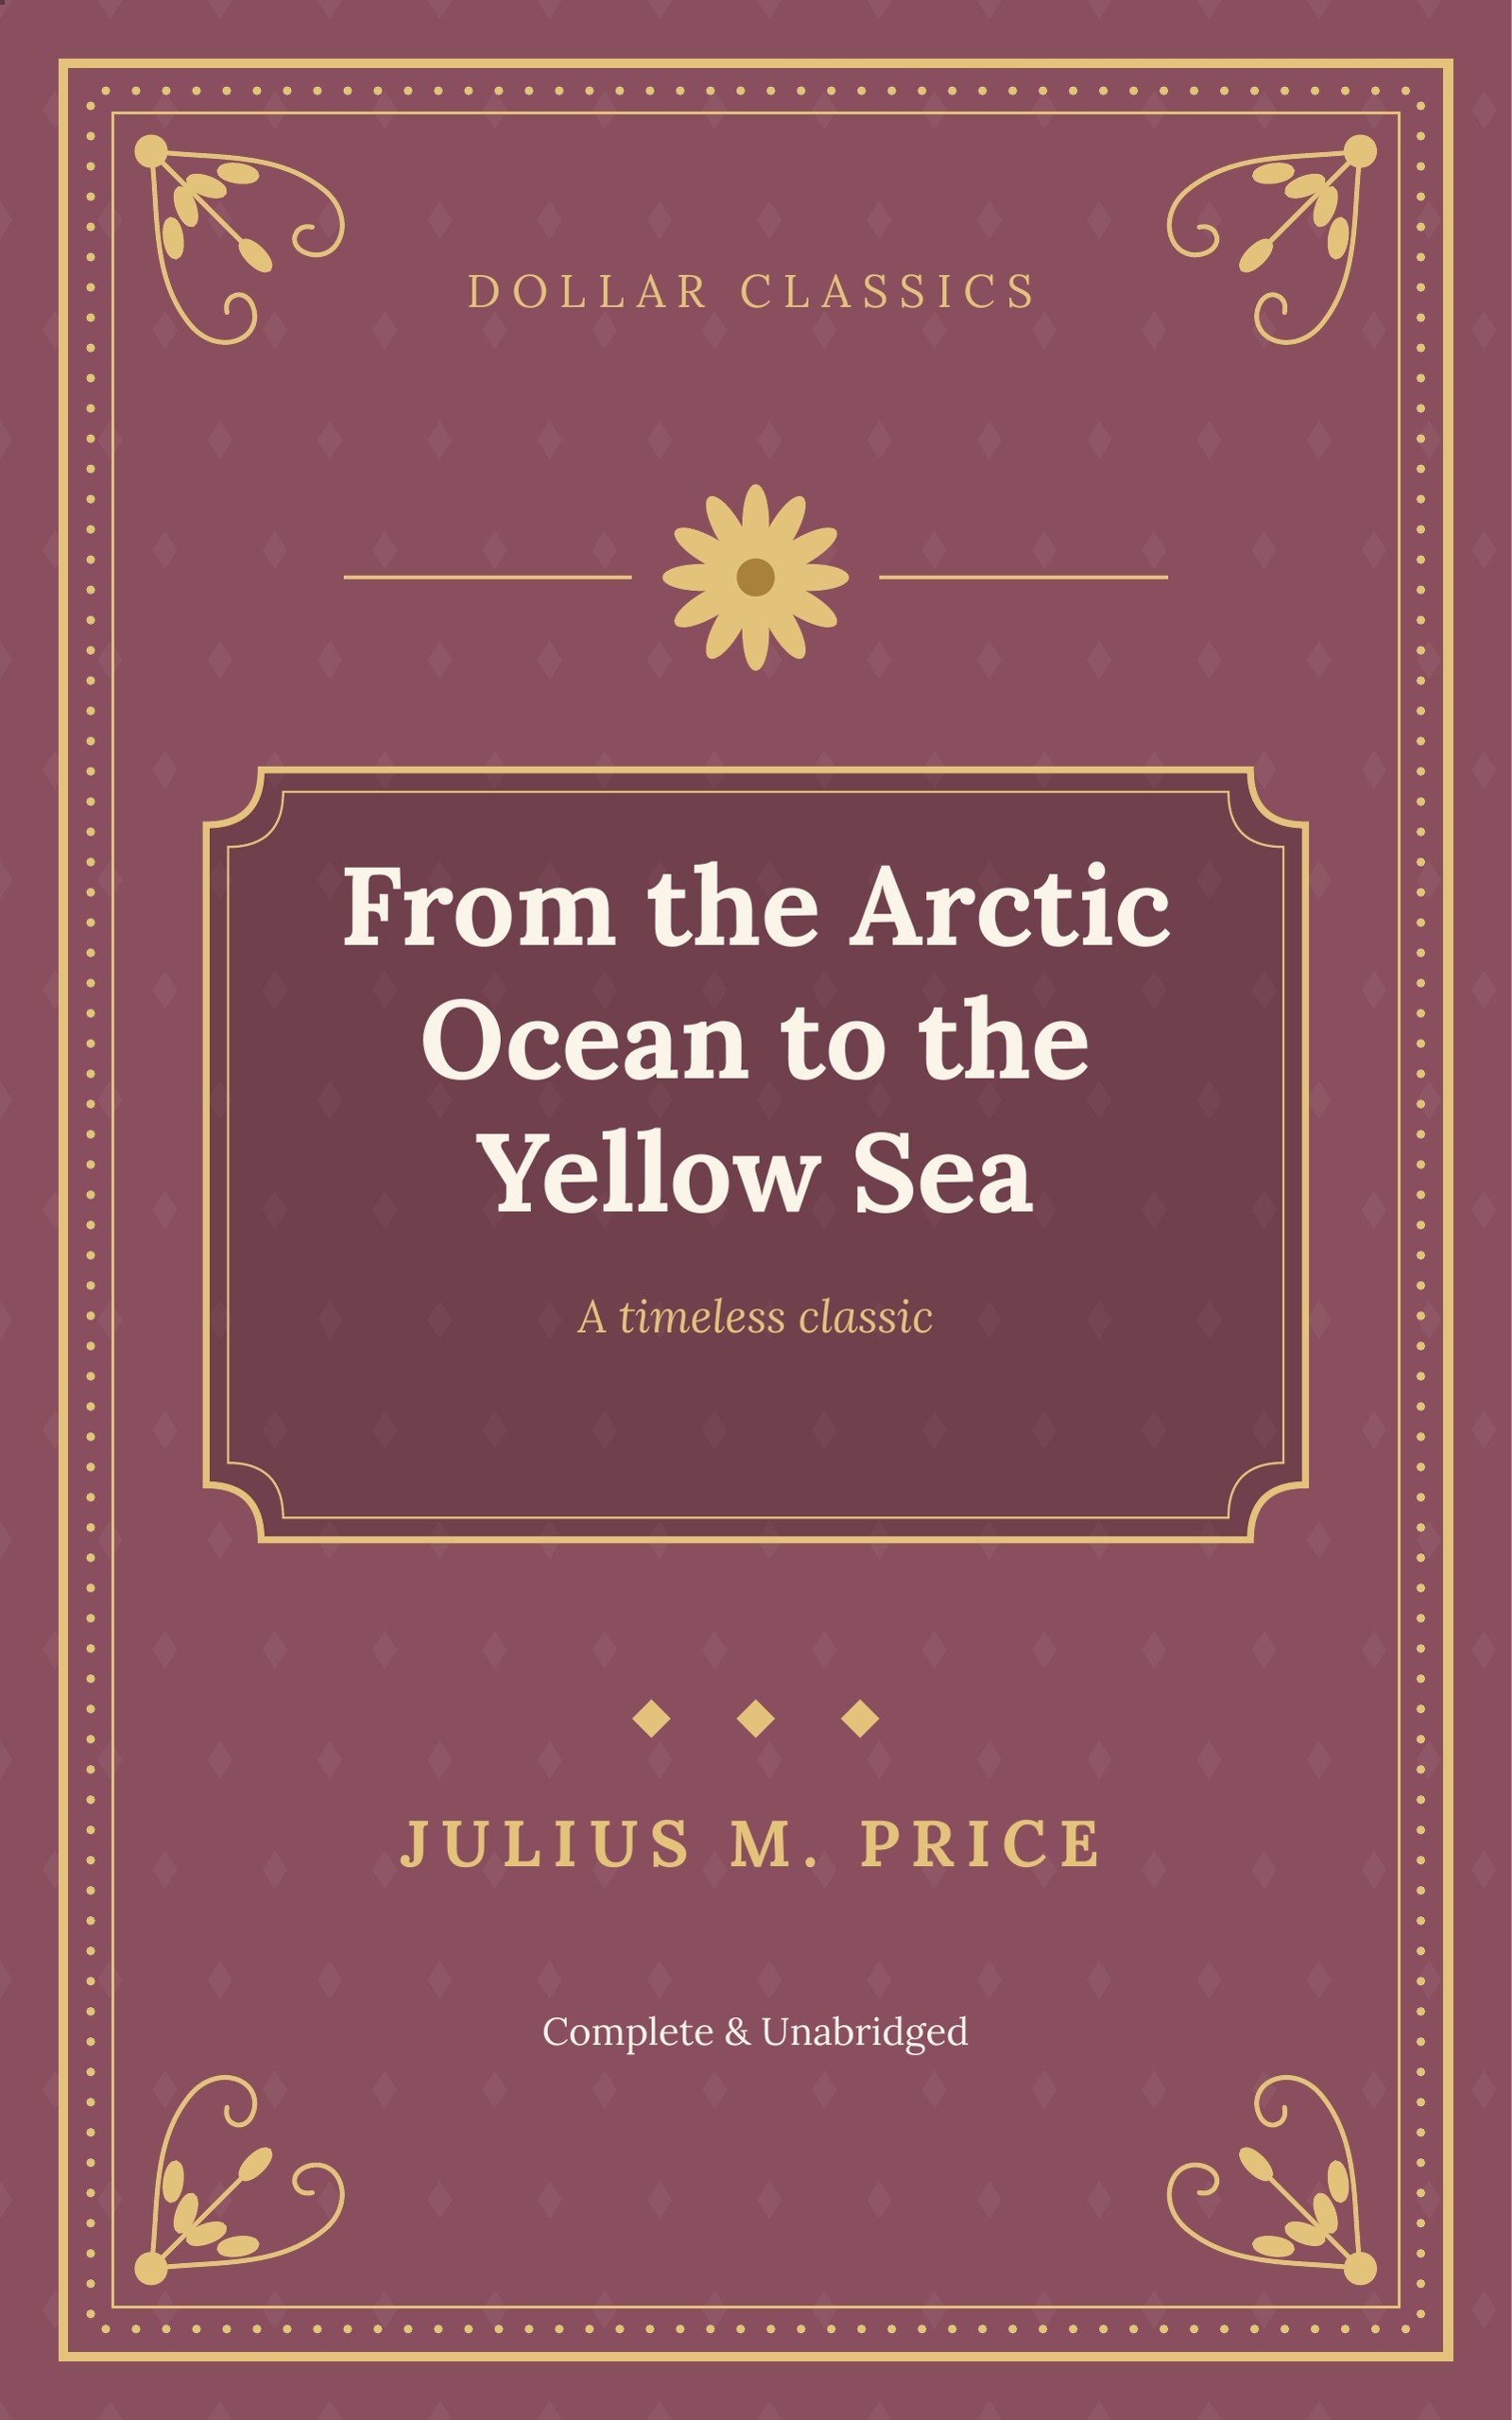 DOLLAR CLASSICS
From the Arctic
Ocean to the
Yellow Sea
A timeless classic
JULIUS M. PRICE
Complete & Unabridged